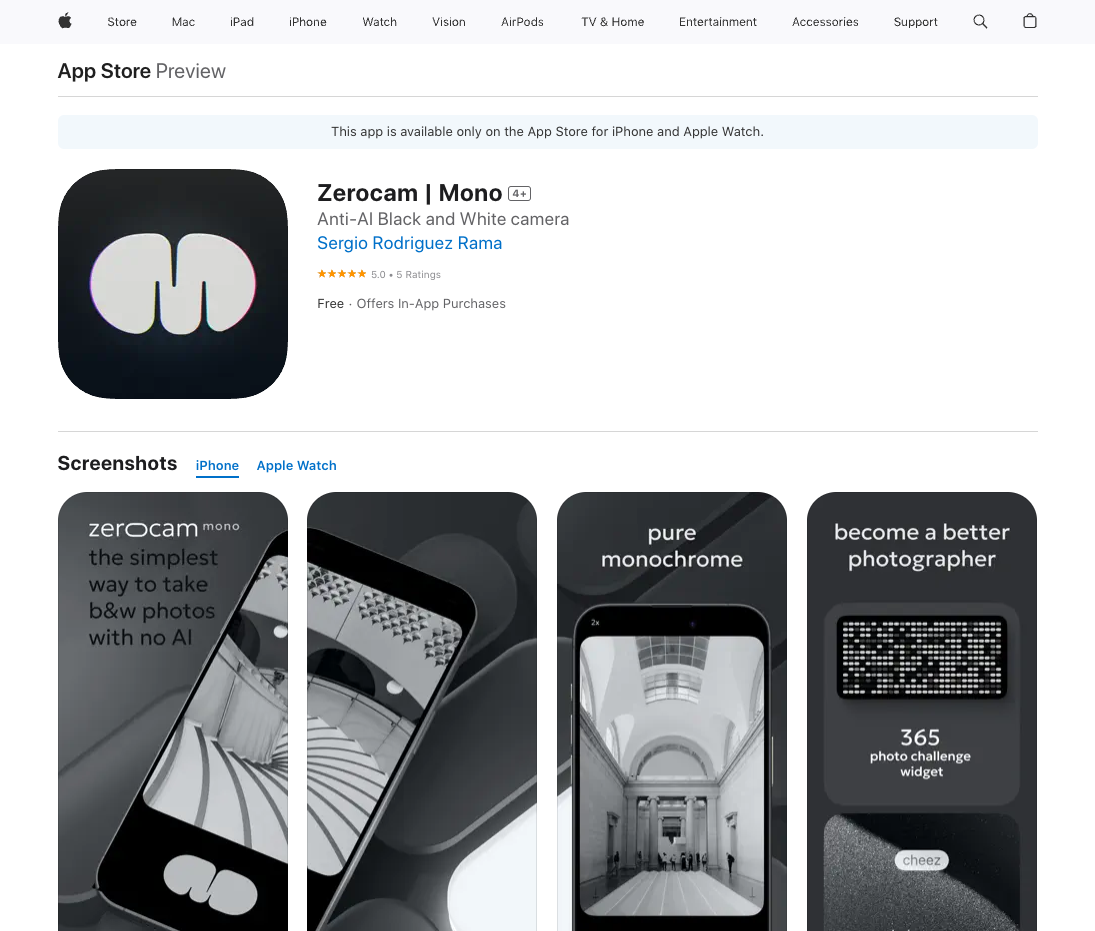 Store Mac iPad iPhone Watch Vision AirPods TV & Home Entertainment Accessories Support
App Store Preview
This app is available only on the App Store for iPhone and Apple Watch.
Zerocam | Mono 4+
Anti-AI Black and White camera
Sergio Rodriguez Rama
★★★★★ 5.0 • 5 Ratings
Free · Offers In-App Purchases
Screenshots iPhone Apple Watch
zerocam mono
the simplest
way to take
b&w photos
with no AI
pure
monochrome
2x
become a better
photographer
365
photo challenge
widget
cheez